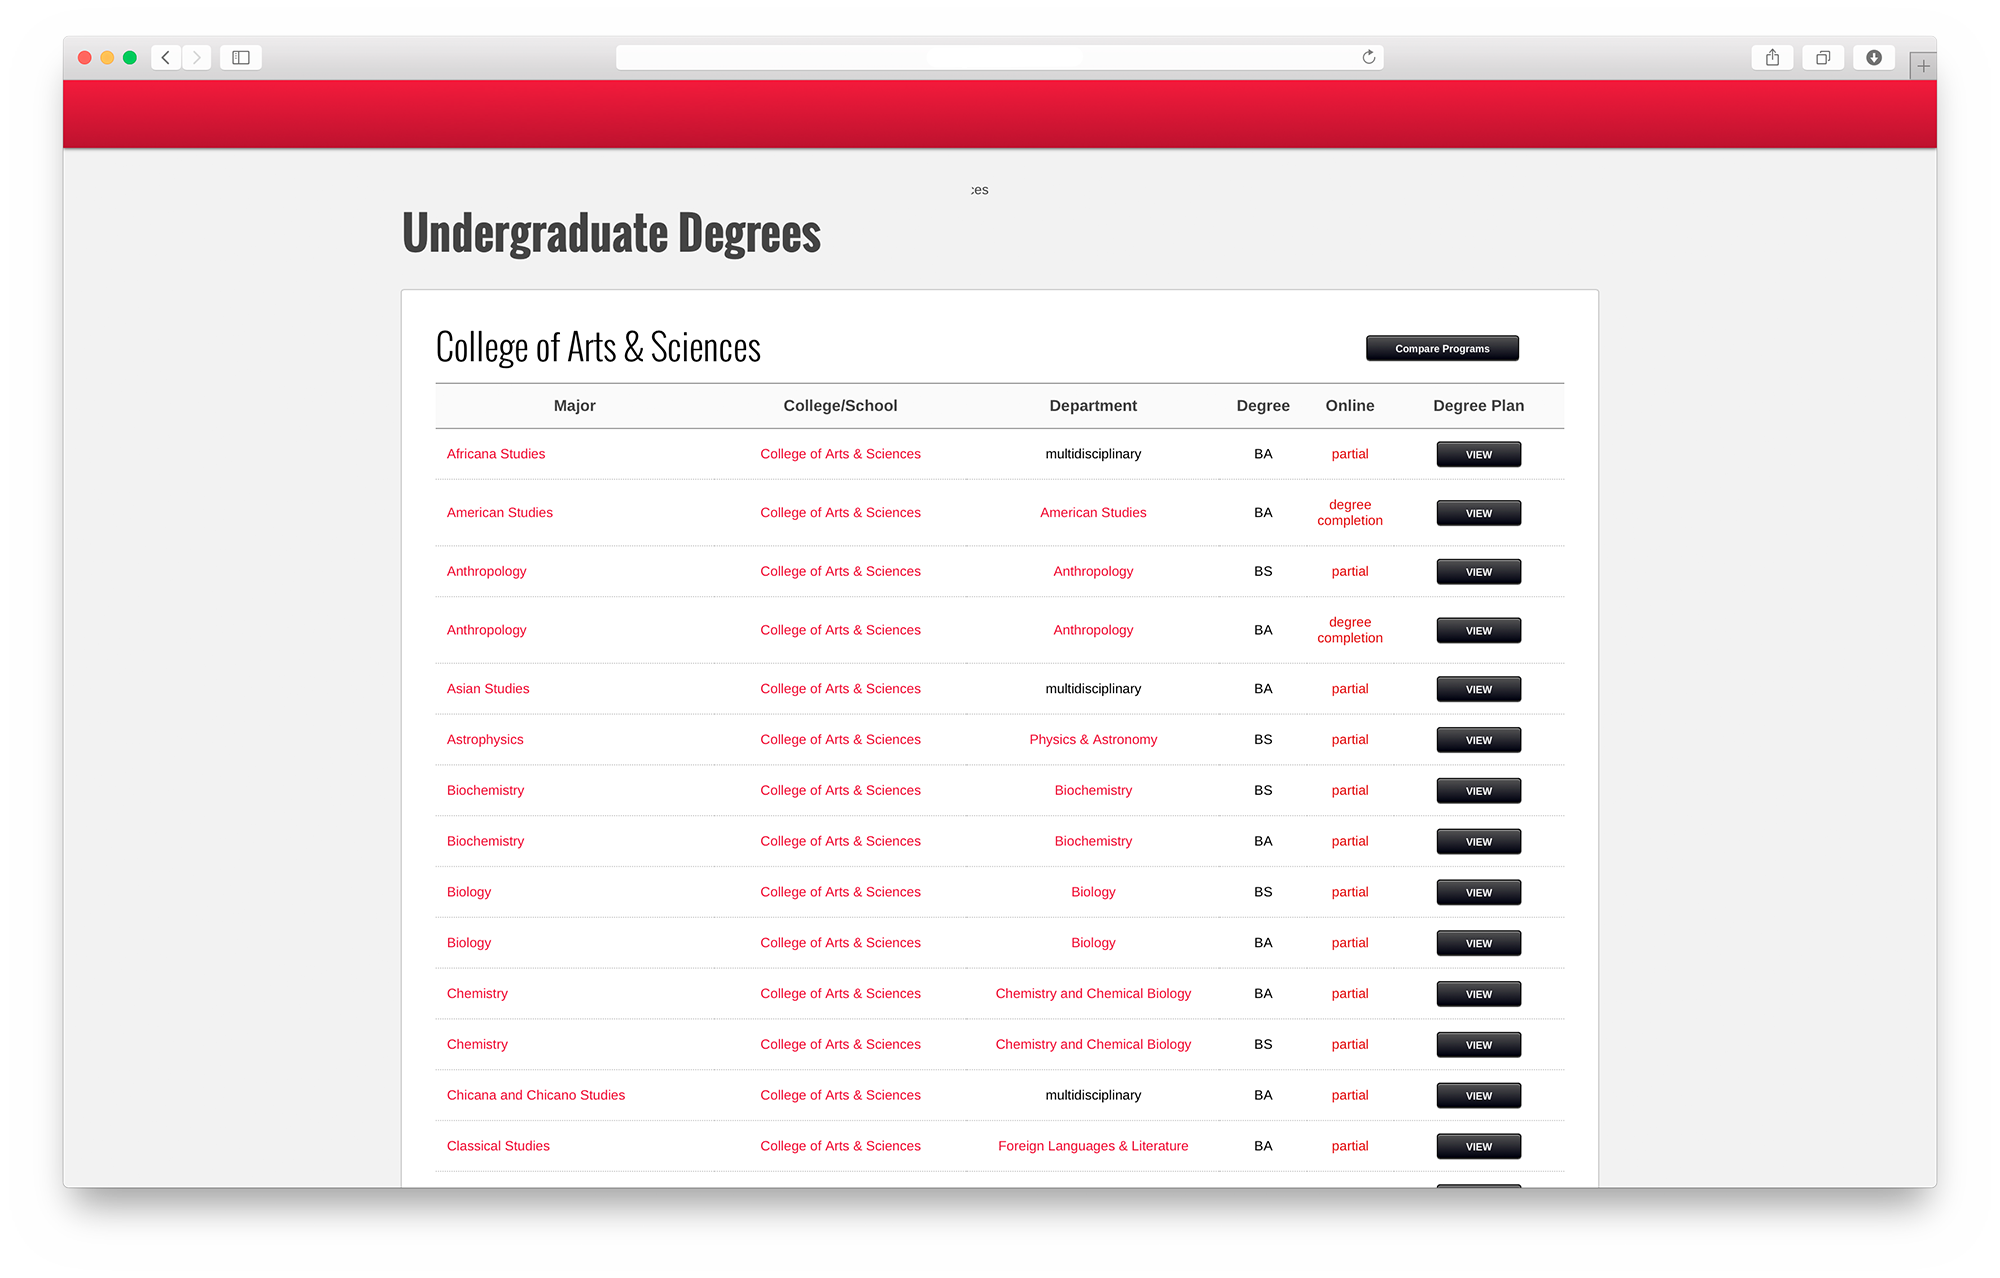 Undergraduate Degrees
College of Arts & Sciences Compare Programs
Major College/School Department Degree Online Degree Plan
Africana Studies College of Arts & Sciences multidisciplinary BA partial VIEW
American Studies College of Arts & Sciences American Studies BA degree completion VIEW
Anthropology College of Arts & Sciences Anthropology BS partial VIEW
Anthropology College of Arts & Sciences Anthropology BA degree completion VIEW
Asian Studies College of Arts & Sciences multidisciplinary BA partial VIEW
Astrophysics College of Arts & Sciences Physics & Astronomy BS partial VIEW
Biochemistry College of Arts & Sciences Biochemistry BS partial VIEW
Biochemistry College of Arts & Sciences Biochemistry BA partial VIEW
Biology College of Arts & Sciences Biology BS partial VIEW
Biology College of Arts & Sciences Biology BA partial VIEW
Chemistry College of Arts & Sciences Chemistry and Chemical Biology BA partial VIEW
Chemistry College of Arts & Sciences Chemistry and Chemical Biology BS partial VIEW
Chicana and Chicano Studies College of Arts & Sciences multidisciplinary BA partial VIEW
Classical Studies College of Arts & Sciences Foreign Languages & Literature BA partial VIEW